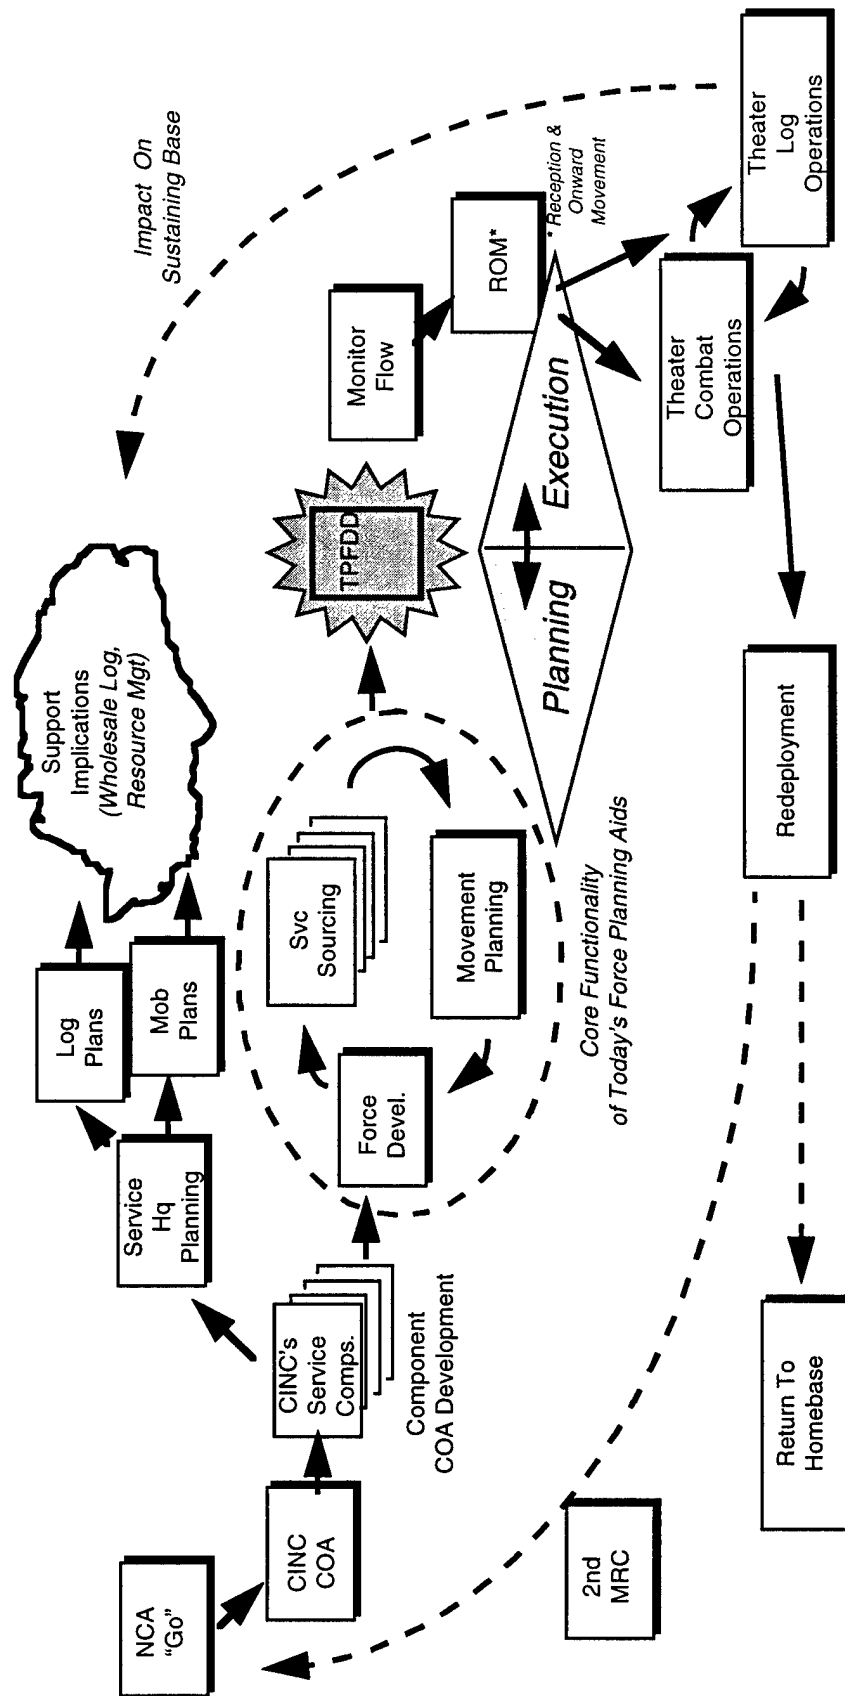 NCA
“Go”
CINC
COA
CINC's
Service
Comps.
Component
COA Development
Service
Hq
Planning
Log
Plans
Mob
Plans
Support
Implications
(Wholesale Log,
Resource Mgt)
Impact On
Sustaining Base
Force
Devel.
Svc
Sourcing
Movement
Planning
Core Functionality
of Today's Force Planning Aids
TPFDD
Monitor
Flow
ROM*
* Reception &
Onward
Movement
Planning
Execution
Theater
Combat
Operations
Theater
Log
Operations
Redeployment
Return To
Homebase
2nd
MRC